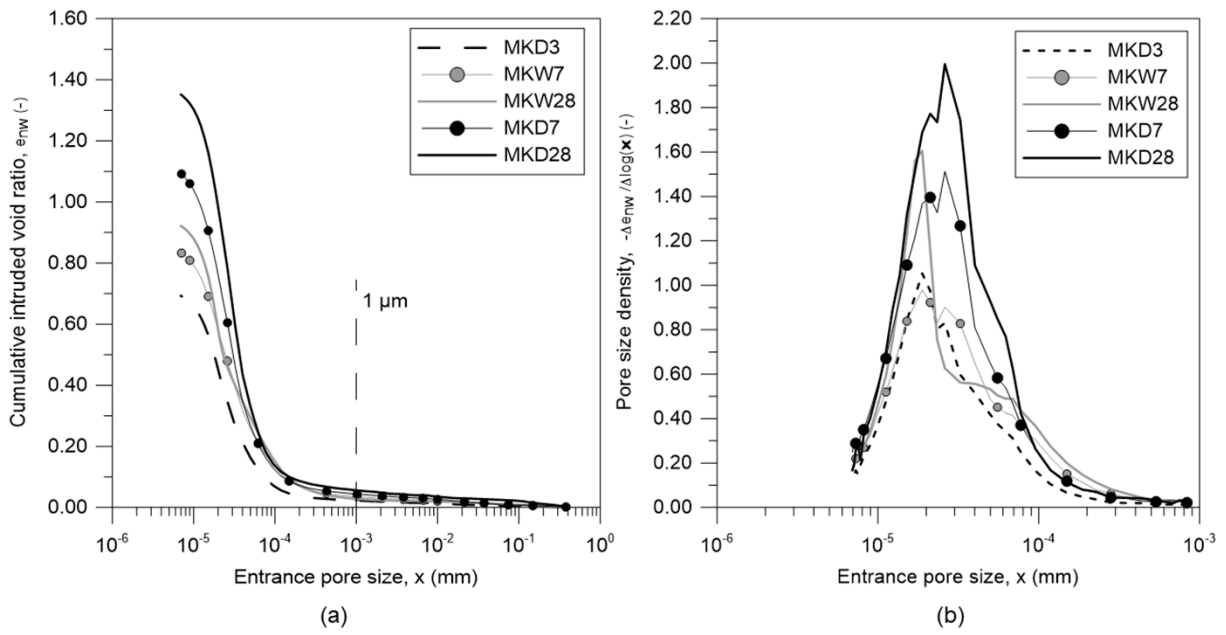 1.60
1.40
1.20
1.00
0.80
0.60
0.40
0.20
0.00
Cumulative intruded void ratio, eNW (-)
MKD3
MKW7
MKW28
MKD7
MKD28
1 µm
10-6
10-5
10-4
10-3
10-2
10-1
100
Entrance pore size, x (mm)
(a)
2.20
2.00
1.80
1.60
1.40
1.20
1.00
0.80
0.60
0.40
0.20
0.00
Pore size density, -ΔeNW/Δlog(x) (-)
MKD3
MKW7
MKW28
MKD7
MKD28
10-6
10-5
10-4
10-3
Entrance pore size, x (mm)
(b)